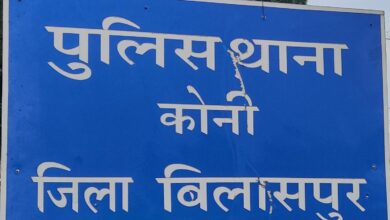 पुलिस थाना
कोनी
जिला बिलासपुर